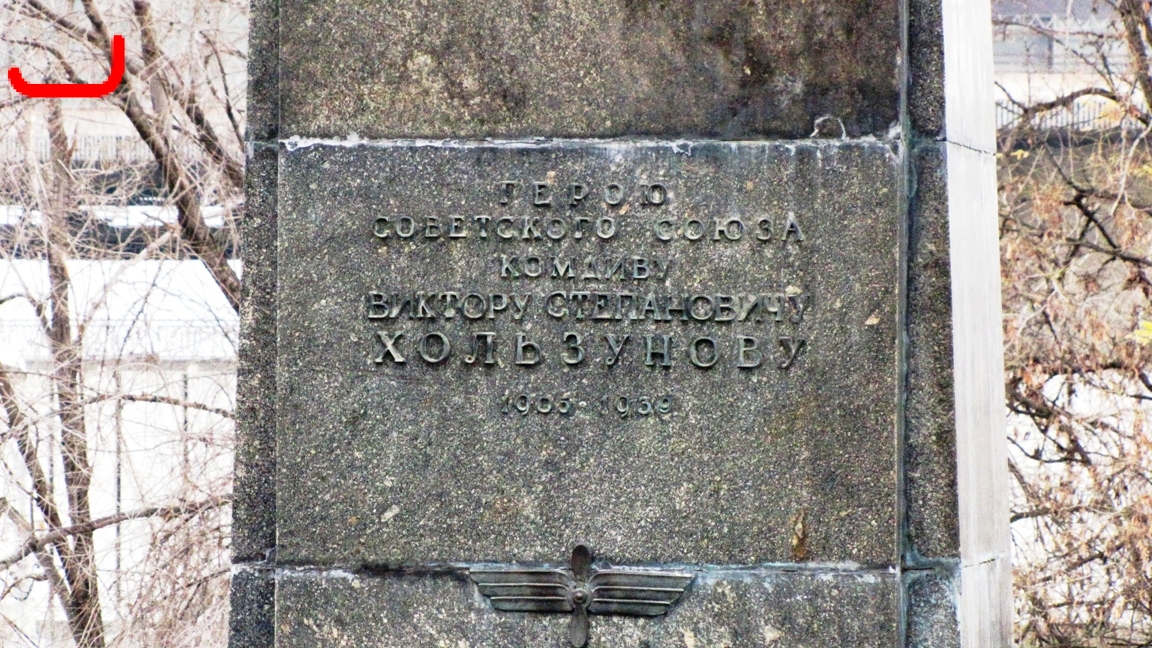 ГЕРОЮ
СОВЕТСКОГО СОЮЗА
КОМДИВУ
ВИКТОРУ СТЕПАНОВИЧУ
ХОЛЬЗУНОВУ
1905-1939